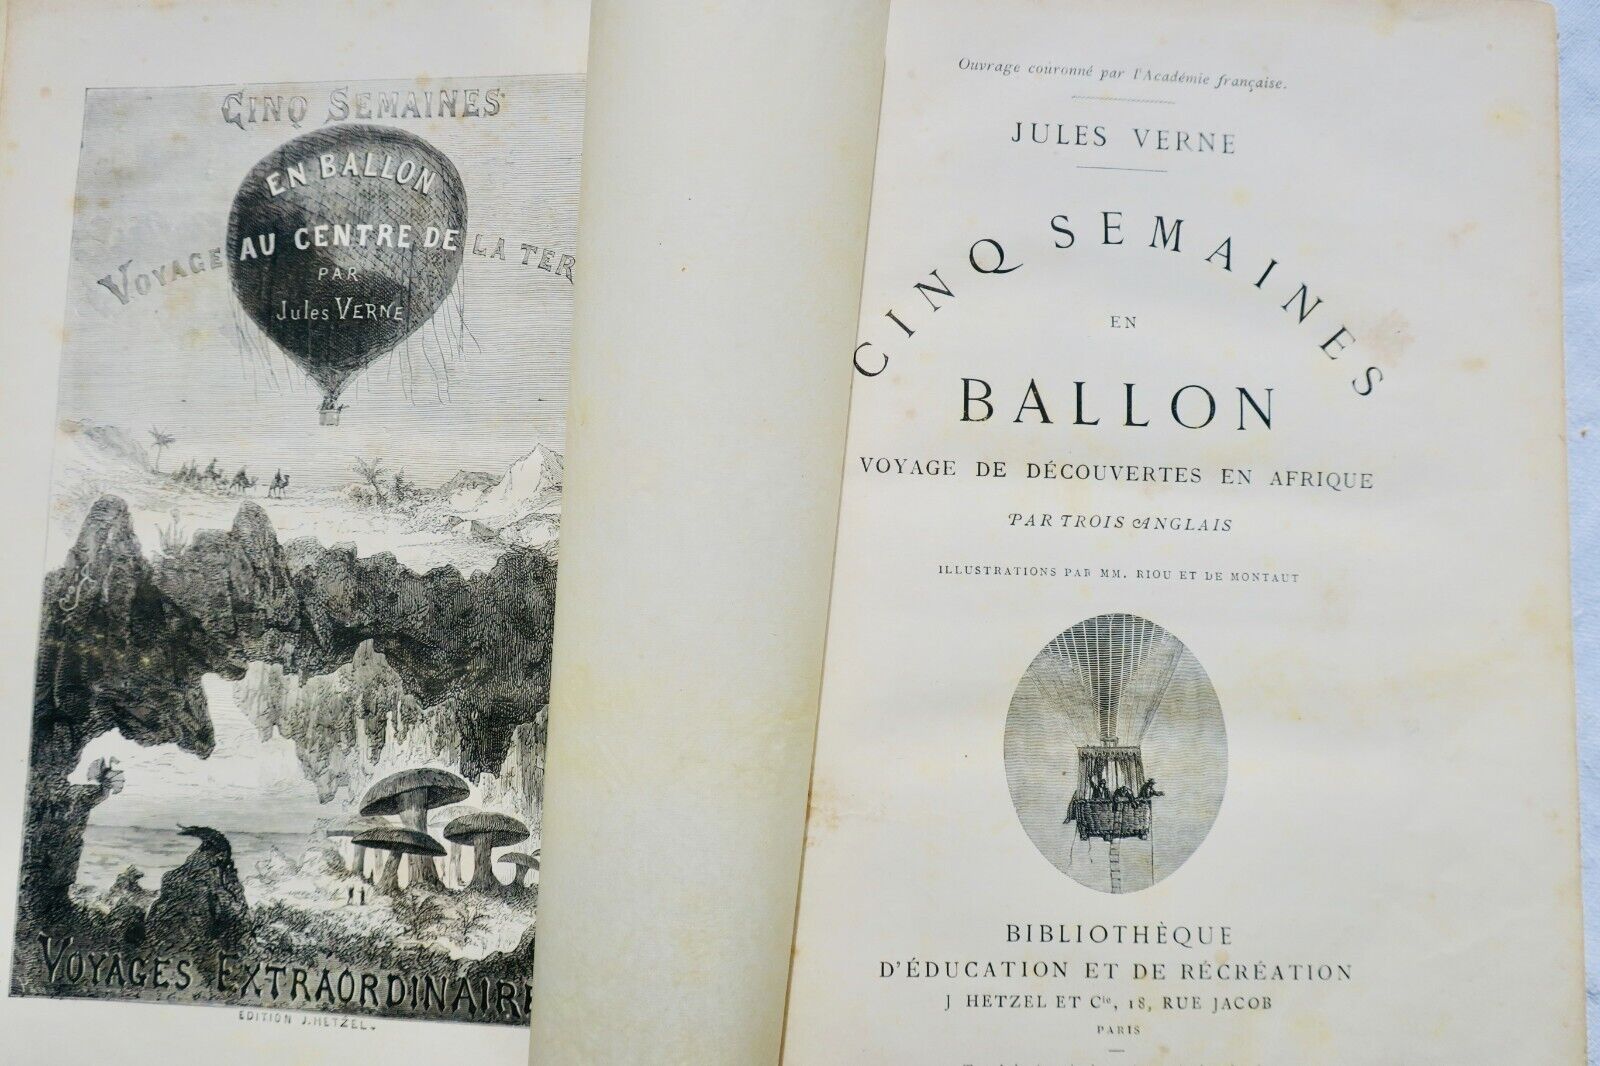 CINQ SEMAINES
EN BALLON
VOYAGE AU CENTRE DE LA TER
PAR
Jules VERNE
VOYAGES EXTRAORDINAIRE
EDITION J. HETZEL.
Ouvrage couronné par l'Académie française.
JULES VERNE
CINQ SEMAINES
EN
BALLON
VOYAGE DE DÉCOUVERTES EN AFRIQUE
PAR TROIS ANGLAIS
ILLUSTRATIONS PAR MM. RIOU ET DE MONTAUT
BIBLIOTHÈQUE
D'ÉDUCATION ET DE RÉCRÉATION
J HETZEL ET Cie, 18, RUE JACOB
PARIS